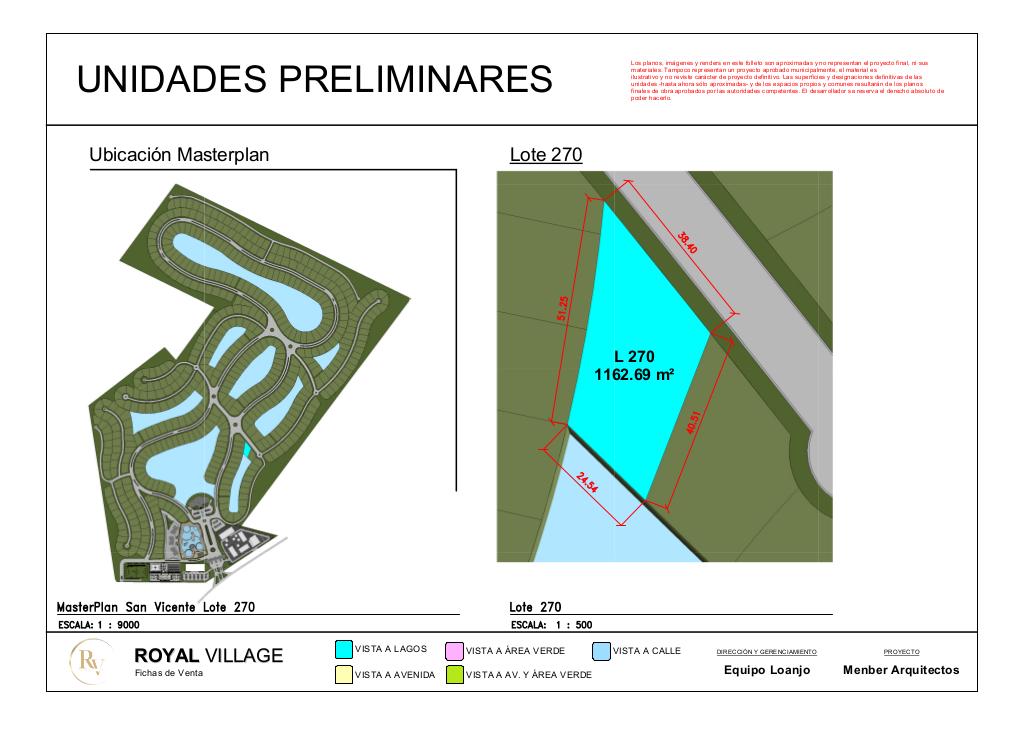 UNIDADES PRELIMINARES
Los planos, imágenes y renders en este folleto son aproximadas y no representan el proyecto final, ni sus
materiales. Tampoco representan un proyecto aprobado municipalmente, el material es
ilustrativo y no reviste carácter de proyecto definitivo. Las superficies y designaciones definitivas de las
unidades -hasta ahora sólo aproximadas- y de los espacios propios y comunes resultarán de los planos
finales de obra aprobados por las autoridades competentes. El desarrollador se reserva el derecho absoluto de
poder hacerlo.
Ubicación Masterplan
Lote 270
38.40
51.25
L 270
1162.69 m²
40.51
24.54
MasterPlan San Vicente Lote 270
ESCALA: 1 : 9000
Lote 270
ESCALA: 1 : 500
RV
ROYAL VILLAGE
Fichas de Venta
VISTA A LAGOS
VISTA A ÁREA VERDE
VISTA A CALLE
VISTA A AVENIDA
VISTA A AV. Y ÁREA VERDE
DIRECCIÓN Y GERENCIAMIENTO
Equipo Loanjo
PROYECTO
Menber Arquitectos